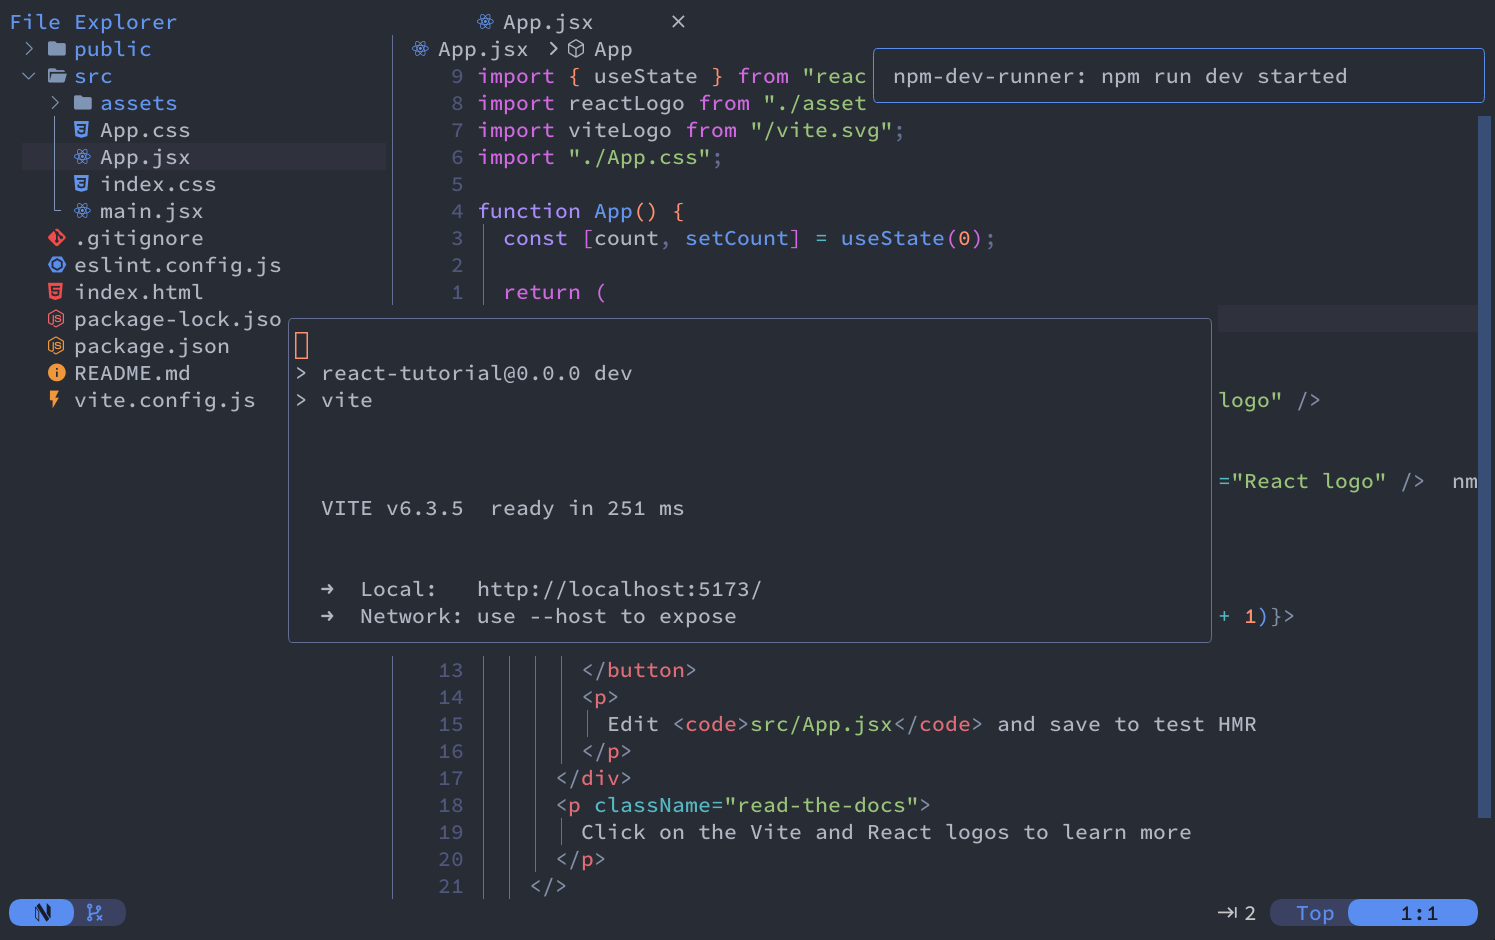 File Explorer
public
src
assets
App.css
App.jsx
index.css
main.jsx
.gitignore
eslint.config.js
index.html
package-lock.jso
package.json
README.md
vite.config.js
App.jsx ×
App.jsx > App
npm-dev-runner: npm run dev started
9 import { useState } from "reac
8 import reactLogo from "./asset
7 import viteLogo from "/vite.svg";
6 import "./App.css";
5
4 function App() {
3 const [count, setCount] = useState(0);
2
1 return (
> react-tutorial@0.0.0 dev
> vite
VITE v6.3.5  ready in 251 ms
➜  Local:   http://localhost:5173/
➜  Network: use --host to expose
logo" />
="React logo" />  nm
+ 1)}>
13 </button>
14 <p>
15 Edit <code>src/App.jsx</code> and save to test HMR
16 </p>
17 </div>
18 <p className="read-the-docs">
19 Click on the Vite and React logos to learn more
20 </p>
21 </>
2 Top 1:1